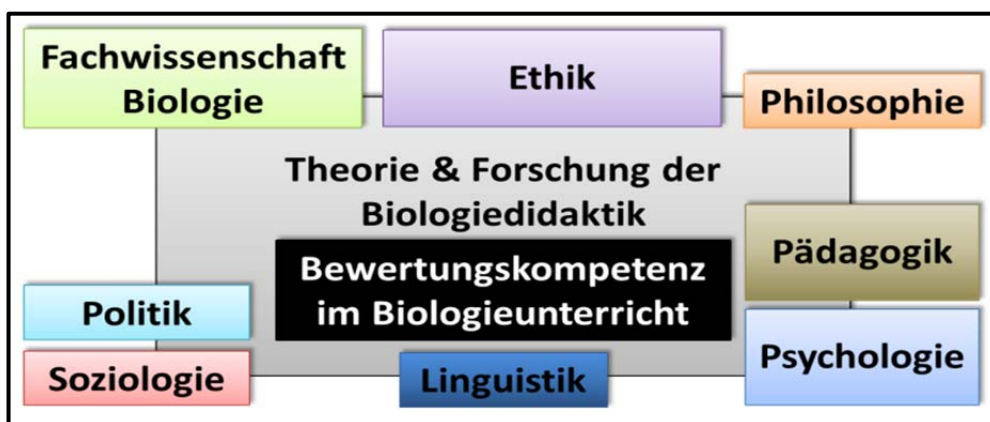 Fachwissenschaft
Biologie
Ethik
Philosophie
Theorie & Forschung der
Biologiedidaktik
Pädagogik
Bewertungskompetenz
im Biologieunterricht
Politik
Psychologie
Soziologie
Linguistik